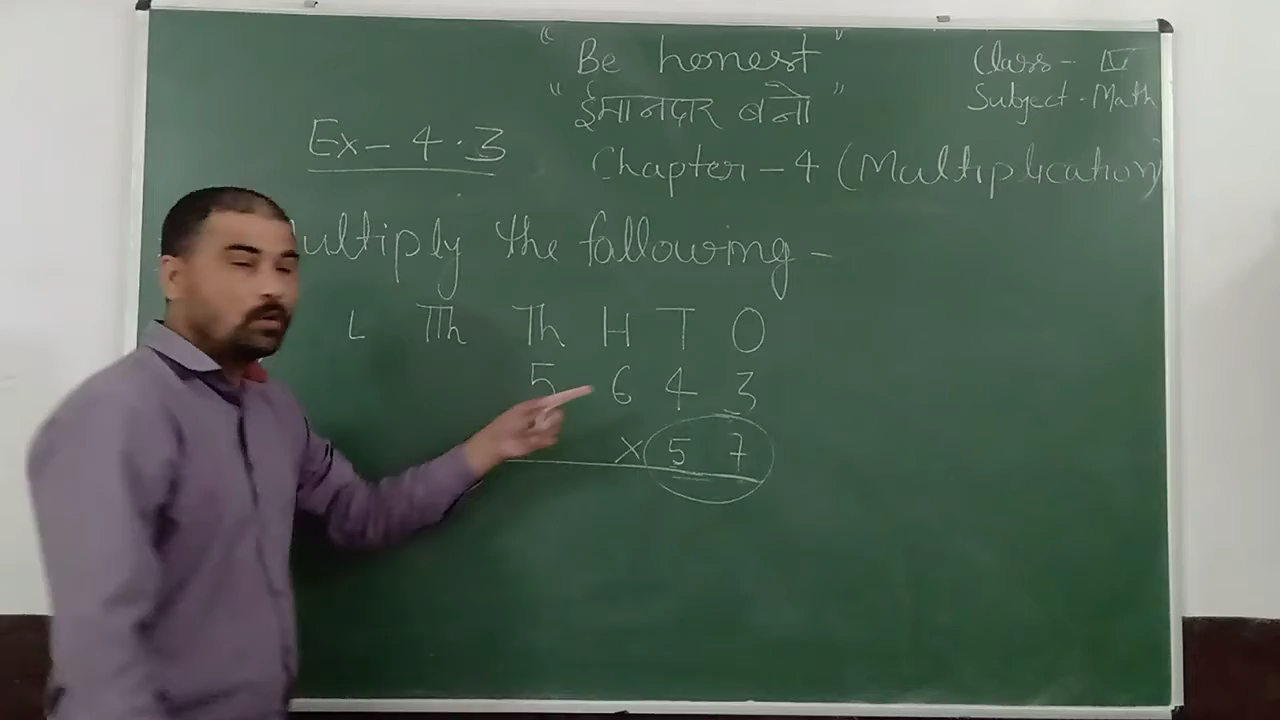 " Be honest "
Class - IV
" ईमानदार बनो "
Subject - Math
Ex - 4.3
Chapter - 4 (Multiplication)
ultiply the following -
L Th Th H T O
5 6 4 3
x 5 7